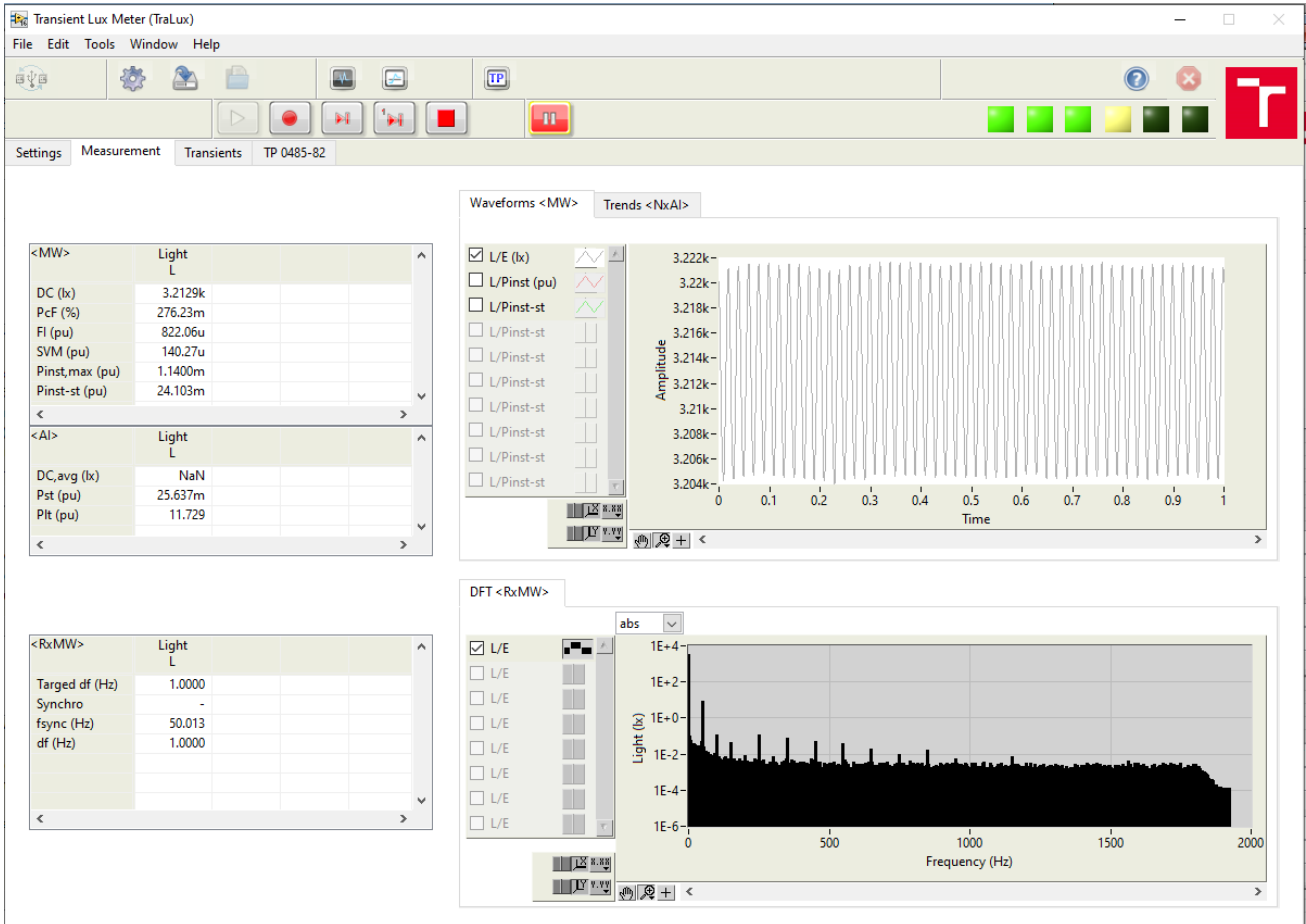 Transient Lux Meter (TraLux)
File Edit Tools Window Help
TP
1
Settings Measurement Transients TP 0485-82
Waveforms <MW> Trends <NxAI>
<MW> Light
L
DC (lx) 3.2129k
PcF (%) 276.23m
FI (pu) 822.06u
SVM (pu) 140.27u
Pinst,max (pu) 1.1400m
Pinst-st (pu) 24.103m
<AI> Light
L
DC,avg (lx) NaN
Pst (pu) 25.637m
Plt (pu) 11.729
L/E (lx)
L/Pinst (pu)
L/Pinst-st
L/Pinst-st
L/Pinst-st
L/Pinst-st
L/Pinst-st
L/Pinst-st
L/Pinst-st
L/Pinst-st
X X.XX
Y Y.YY
Amplitude
3.222k
3.22k
3.218k
3.216k
3.214k
3.212k
3.21k
3.208k
3.206k
3.204k
0 0.1 0.2 0.3 0.4 0.5 0.6 0.7 0.8 0.9 1
Time
DFT <RxMW>
abs
<RxMW> Light
L
Targed df (Hz) 1.0000
Synchro -
fsync (Hz) 50.013
df (Hz) 1.0000
L/E
L/E
L/E
L/E
L/E
L/E
L/E
L/E
X X.XX
Y Y.YY
Light (lx)
1E+4
1E+2
1E+0
1E-2
1E-4
1E-6
0 500 1000 1500 2000
Frequency (Hz)